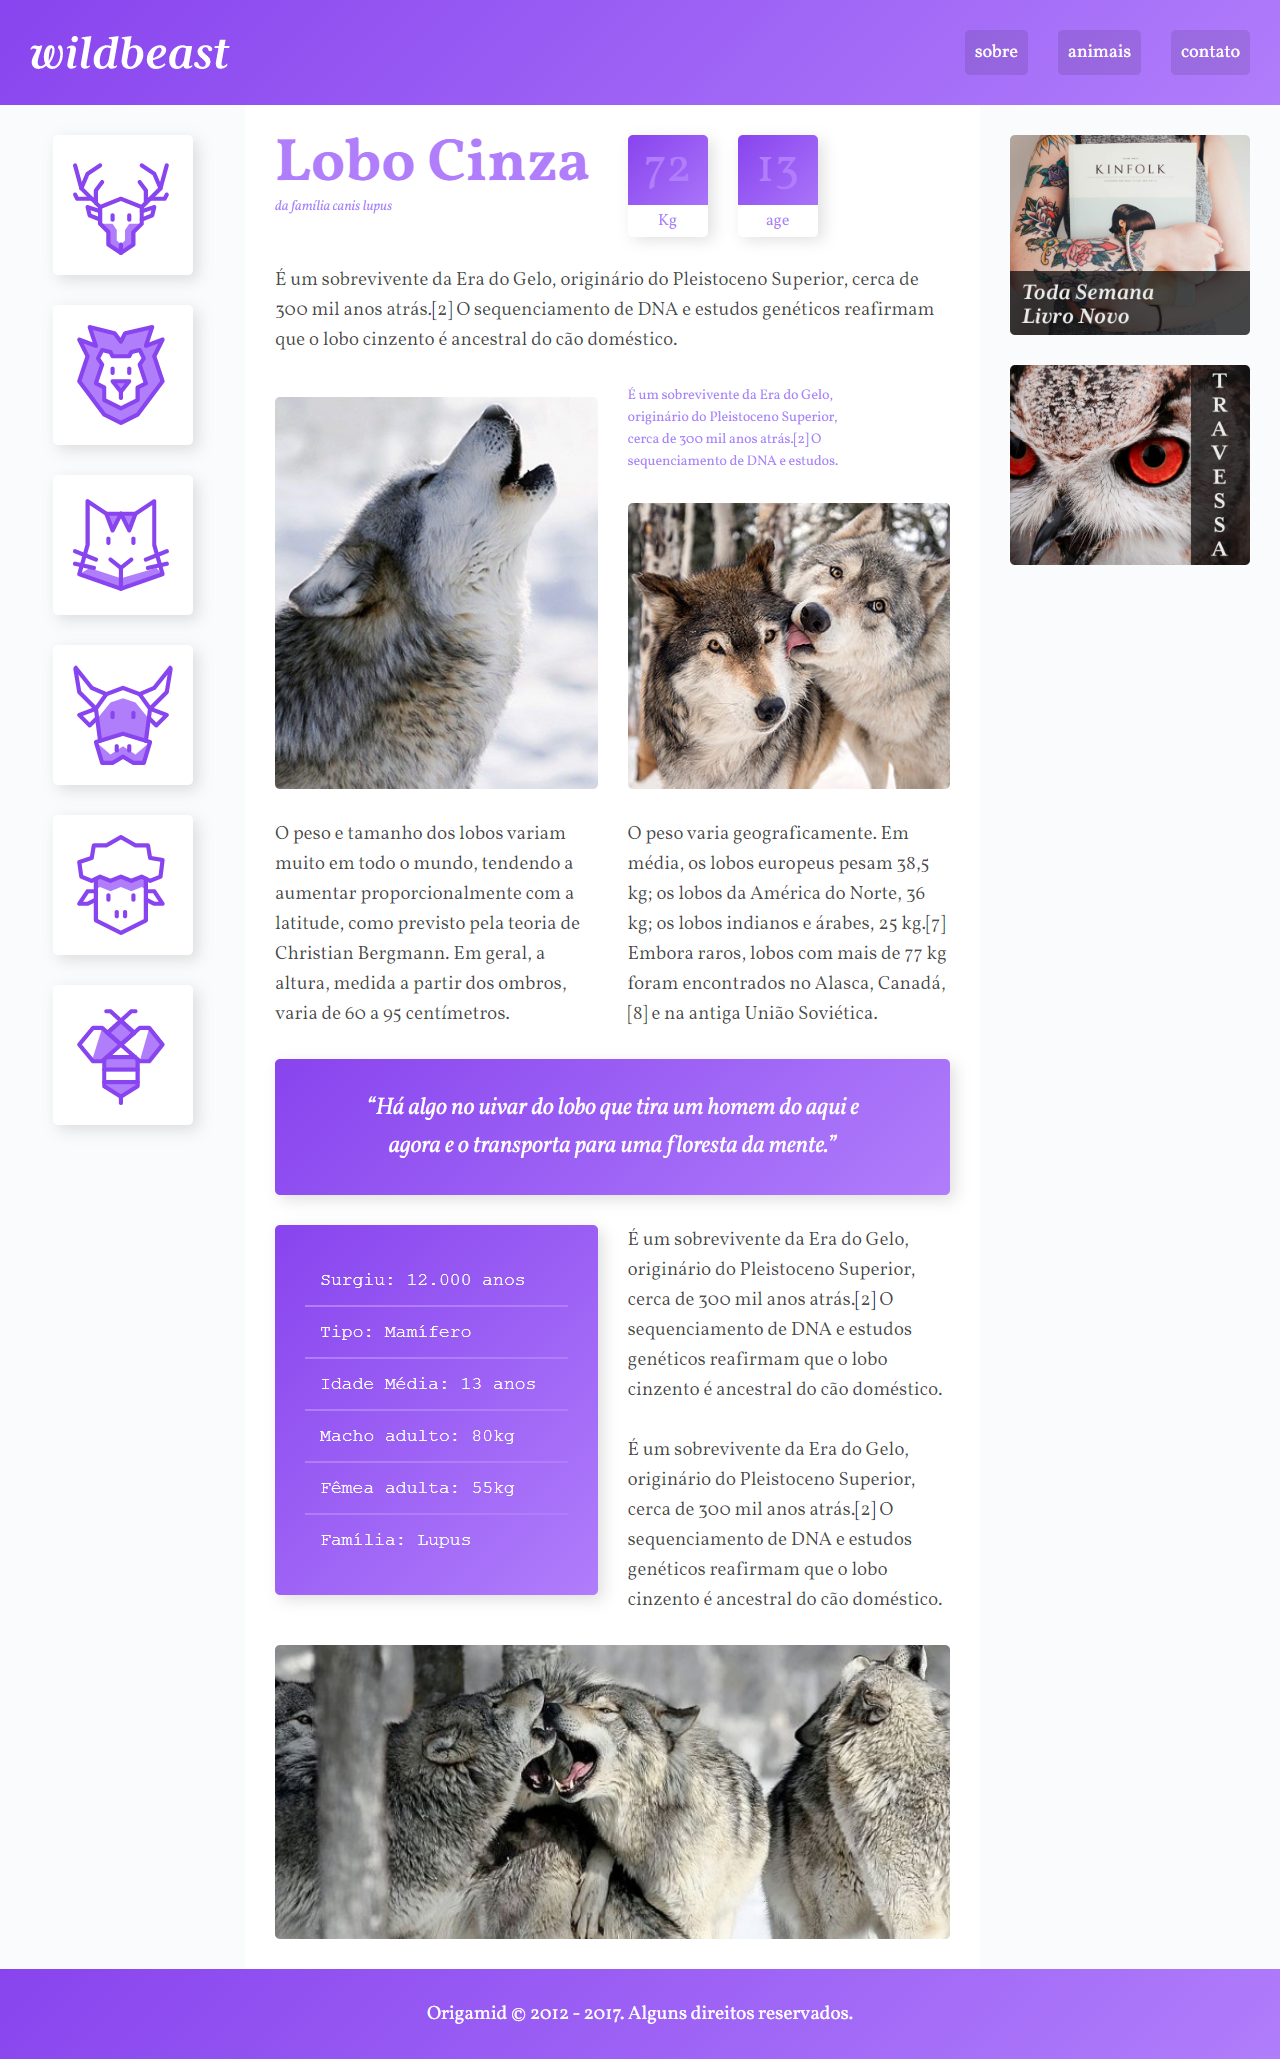 wildbeast
sobre
animais
contato
Lobo Cinza
da família canis lupus
72
Kg
13
age
É um sobrevivente da Era do Gelo, originário do Pleistoceno Superior, cerca de
300 mil anos atrás.[2] O sequenciamento de DNA e estudos genéticos reafirmam
que o lobo cinzento é ancestral do cão doméstico.
É um sobrevivente da Era do Gelo,
originário do Pleistoceno Superior,
cerca de 300 mil anos atrás.[2] O
sequenciamento de DNA e estudos.
O peso e tamanho dos lobos variam
muito em todo o mundo, tendendo a
aumentar proporcionalmente com a
latitude, como previsto pela teoria de
Christian Bergmann. Em geral, a
altura, medida a partir dos ombros,
varia de 60 a 95 centímetros.
O peso varia geograficamente. Em
média, os lobos europeus pesam 38,5
kg; os lobos da América do Norte, 36
kg; os lobos indianos e árabes, 25 kg.[7]
Embora raros, lobos com mais de 77 kg
foram encontrados no Alasca, Canadá,
[8] e na antiga União Soviética.
“Há algo no uivar do lobo que tira um homem do aqui e
agora e o transporta para uma floresta da mente.”
Surgiu: 12.000 anos
Tipo: Mamífero
Idade Média: 13 anos
Macho adulto: 80kg
Fêmea adulta: 55kg
Família: Lupus
É um sobrevivente da Era do Gelo,
originário do Pleistoceno Superior,
cerca de 300 mil anos atrás.[2] O
sequenciamento de DNA e estudos
genéticos reafirmam que o lobo
cinzento é ancestral do cão doméstico.
É um sobrevivente da Era do Gelo,
originário do Pleistoceno Superior,
cerca de 300 mil anos atrás.[2] O
sequenciamento de DNA e estudos
genéticos reafirmam que o lobo
cinzento é ancestral do cão doméstico.
KINFOLK
Toda Semana
Livro Novo
TRAVESSA
Origamid © 2012 - 2017. Alguns direitos reservados.